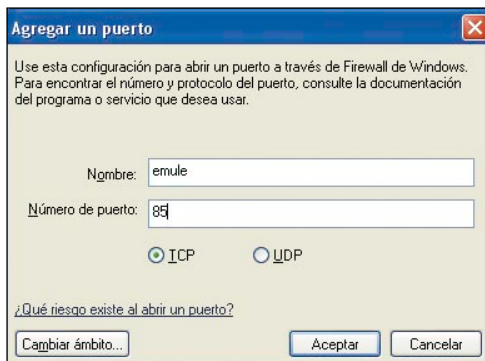 Agregar un puerto
Use esta configuración para abrir un puerto a través de Firewall de Windows.
Para encontrar el número y protocolo del puerto, consulte la documentación
del programa o servicio que desea usar.
Nombre: emule
Número de puerto: 85
TCP UDP
¿Qué riesgo existe al abrir un puerto?
Cambiar ámbito... Aceptar Cancelar